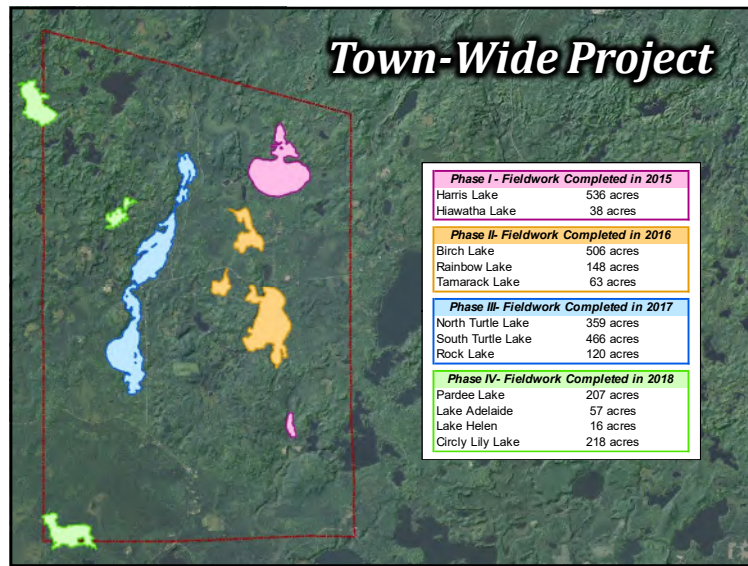 Town-Wide Project
Phase I - Fieldwork Completed in 2015
Harris Lake 536 acres
Hiawatha Lake 38 acres
Phase II- Fieldwork Completed in 2016
Birch Lake 506 acres
Rainbow Lake 148 acres
Tamarack Lake 63 acres
Phase III- Fieldwork Completed in 2017
North Turtle Lake 359 acres
South Turtle Lake 466 acres
Rock Lake 120 acres
Phase IV- Fieldwork Completed in 2018
Pardee Lake 207 acres
Lake Adelaide 57 acres
Lake Helen 16 acres
Circly Lily Lake 218 acres